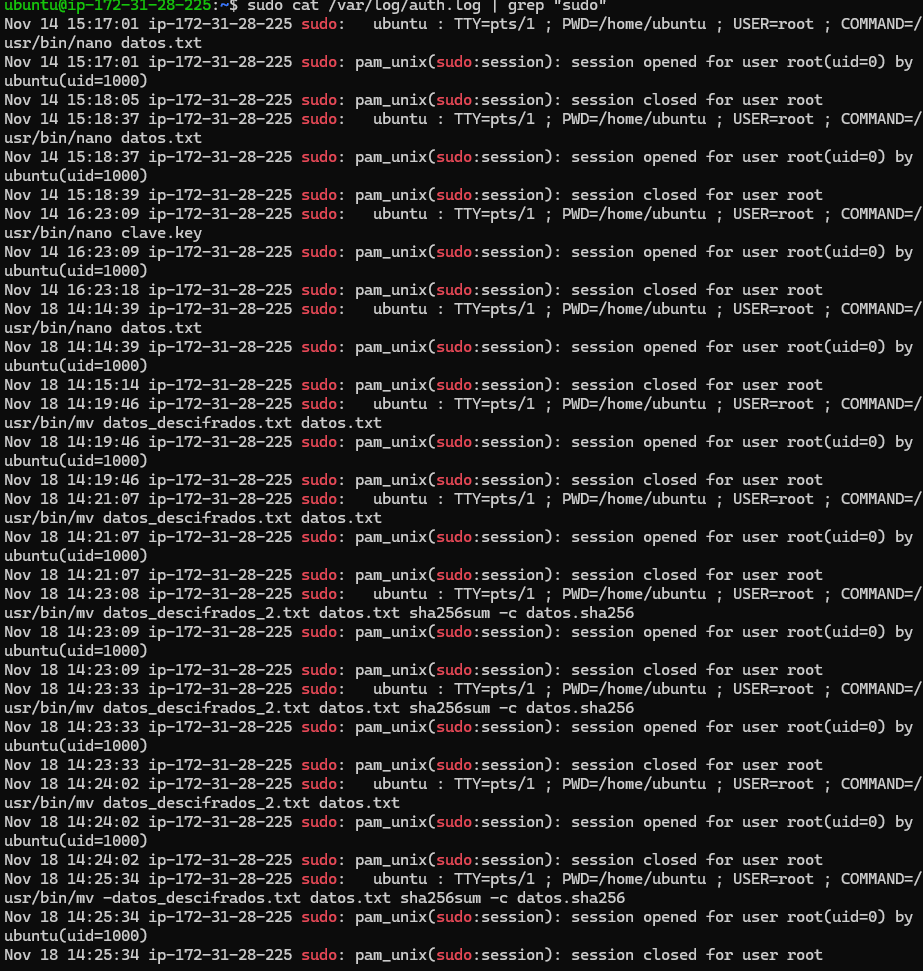 ubuntu@ip-172-31-28-225:~$ sudo cat /var/log/auth.log | grep "sudo"
Nov 14 15:17:01 ip-172-31-28-225 sudo:   ubuntu : TTY=pts/1 ; PWD=/home/ubuntu ; USER=root ; COMMAND=/
usr/bin/nano datos.txt
Nov 14 15:17:01 ip-172-31-28-225 sudo: pam_unix(sudo:session): session opened for user root(uid=0) by
ubuntu(uid=1000)
Nov 14 15:18:05 ip-172-31-28-225 sudo: pam_unix(sudo:session): session closed for user root
Nov 14 15:18:37 ip-172-31-28-225 sudo:   ubuntu : TTY=pts/1 ; PWD=/home/ubuntu ; USER=root ; COMMAND=/
usr/bin/nano datos.txt
Nov 14 15:18:37 ip-172-31-28-225 sudo: pam_unix(sudo:session): session opened for user root(uid=0) by
ubuntu(uid=1000)
Nov 14 15:18:39 ip-172-31-28-225 sudo: pam_unix(sudo:session): session closed for user root
Nov 14 16:23:09 ip-172-31-28-225 sudo:   ubuntu : TTY=pts/1 ; PWD=/home/ubuntu ; USER=root ; COMMAND=/
usr/bin/nano clave.key
Nov 14 16:23:09 ip-172-31-28-225 sudo: pam_unix(sudo:session): session opened for user root(uid=0) by
ubuntu(uid=1000)
Nov 14 16:23:18 ip-172-31-28-225 sudo: pam_unix(sudo:session): session closed for user root
Nov 18 14:14:39 ip-172-31-28-225 sudo:   ubuntu : TTY=pts/1 ; PWD=/home/ubuntu ; USER=root ; COMMAND=/
usr/bin/nano datos.txt
Nov 18 14:14:39 ip-172-31-28-225 sudo: pam_unix(sudo:session): session opened for user root(uid=0) by
ubuntu(uid=1000)
Nov 18 14:15:14 ip-172-31-28-225 sudo: pam_unix(sudo:session): session closed for user root
Nov 18 14:19:46 ip-172-31-28-225 sudo:   ubuntu : TTY=pts/1 ; PWD=/home/ubuntu ; USER=root ; COMMAND=/
usr/bin/mv datos_descifrados.txt datos.txt
Nov 18 14:19:46 ip-172-31-28-225 sudo: pam_unix(sudo:session): session opened for user root(uid=0) by
ubuntu(uid=1000)
Nov 18 14:19:46 ip-172-31-28-225 sudo: pam_unix(sudo:session): session closed for user root
Nov 18 14:21:07 ip-172-31-28-225 sudo:   ubuntu : TTY=pts/1 ; PWD=/home/ubuntu ; USER=root ; COMMAND=/
usr/bin/mv datos_descifrados.txt datos.txt
Nov 18 14:21:07 ip-172-31-28-225 sudo: pam_unix(sudo:session): session opened for user root(uid=0) by
ubuntu(uid=1000)
Nov 18 14:21:07 ip-172-31-28-225 sudo: pam_unix(sudo:session): session closed for user root
Nov 18 14:23:08 ip-172-31-28-225 sudo:   ubuntu : TTY=pts/1 ; PWD=/home/ubuntu ; USER=root ; COMMAND=/
usr/bin/mv datos_descifrados_2.txt datos.txt sha256sum -c datos.sha256
Nov 18 14:23:09 ip-172-31-28-225 sudo: pam_unix(sudo:session): session opened for user root(uid=0) by
ubuntu(uid=1000)
Nov 18 14:23:09 ip-172-31-28-225 sudo: pam_unix(sudo:session): session closed for user root
Nov 18 14:23:33 ip-172-31-28-225 sudo:   ubuntu : TTY=pts/1 ; PWD=/home/ubuntu ; USER=root ; COMMAND=/
usr/bin/mv datos_descifrados_2.txt datos.txt sha256sum -c datos.sha256
Nov 18 14:23:33 ip-172-31-28-225 sudo: pam_unix(sudo:session): session opened for user root(uid=0) by
ubuntu(uid=1000)
Nov 18 14:23:33 ip-172-31-28-225 sudo: pam_unix(sudo:session): session closed for user root
Nov 18 14:24:02 ip-172-31-28-225 sudo:   ubuntu : TTY=pts/1 ; PWD=/home/ubuntu ; USER=root ; COMMAND=/
usr/bin/mv datos_descifrados_2.txt datos.txt
Nov 18 14:24:02 ip-172-31-28-225 sudo: pam_unix(sudo:session): session opened for user root(uid=0) by
ubuntu(uid=1000)
Nov 18 14:24:02 ip-172-31-28-225 sudo: pam_unix(sudo:session): session closed for user root
Nov 18 14:25:34 ip-172-31-28-225 sudo:   ubuntu : TTY=pts/1 ; PWD=/home/ubuntu ; USER=root ; COMMAND=/
usr/bin/mv -datos_descifrados.txt datos.txt sha256sum -c datos.sha256
Nov 18 14:25:34 ip-172-31-28-225 sudo: pam_unix(sudo:session): session opened for user root(uid=0) by
ubuntu(uid=1000)
Nov 18 14:25:34 ip-172-31-28-225 sudo: pam_unix(sudo:session): session closed for user root